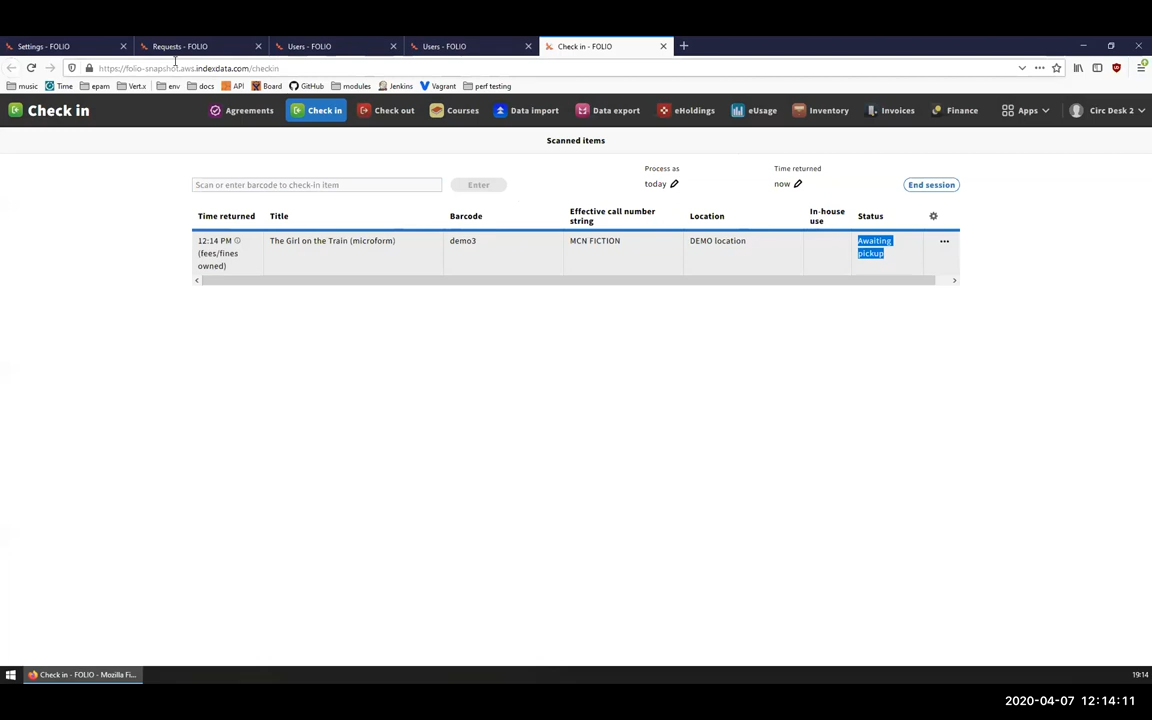 Settings - FOLIO
Requests - FOLIO
Users - FOLIO
Users - FOLIO
Check in - FOLIO
https://folio-snapshot.aws.indexdata.com/checkin
music
Time
epam
Vert.x
env
docs
API
Board
GitHub
modules
Jenkins
Vagrant
perf testing
Check in
Agreements
Check in
Check out
Courses
Data import
Data export
eHoldings
eUsage
Inventory
Invoices
Finance
Apps
Circ Desk 2
Scanned items
Process as
Time returned
Scan or enter barcode to check-in item
Enter
today
now
End session
Time returned
Title
Barcode
Effective call number
string
Location
In-house
use
Status
12:14 PM
(fees/fines
owned)
The Girl on the Train (microform)
demo3
MCN FICTION
DEMO location
Awaiting
pickup
Check in - FOLIO - Mozilla Fi...
19:14
2020-04-07 12:14:11